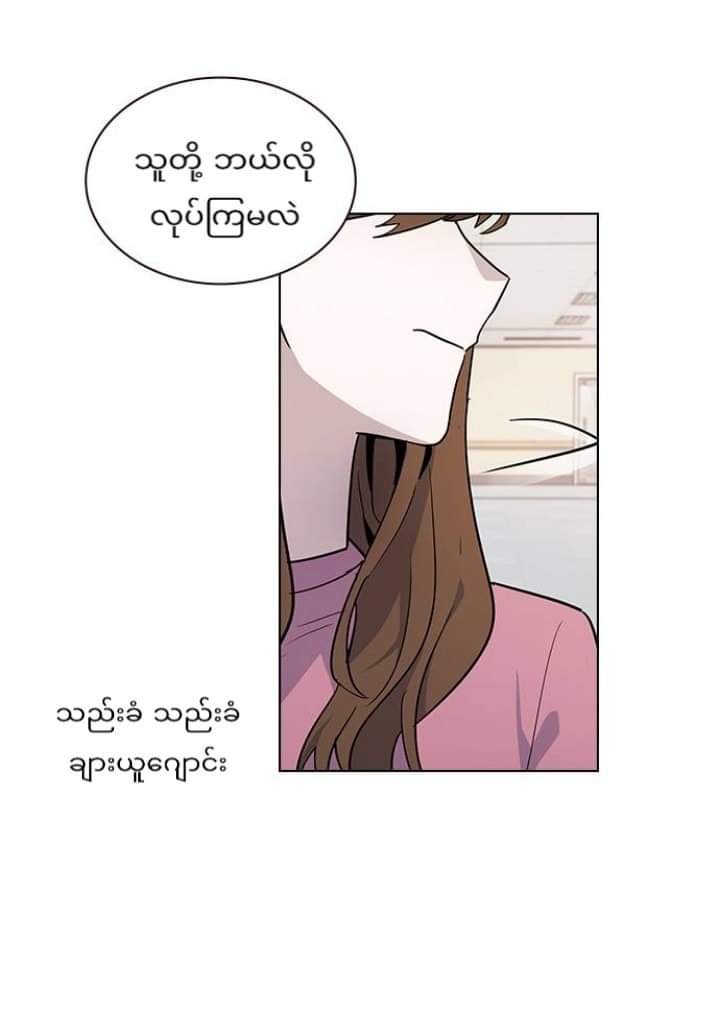 သူတို့ ဘယ်လို
လုပ်ကြမလဲ
သည်းခံ သည်းခံ
ချားယူဂျောင်း